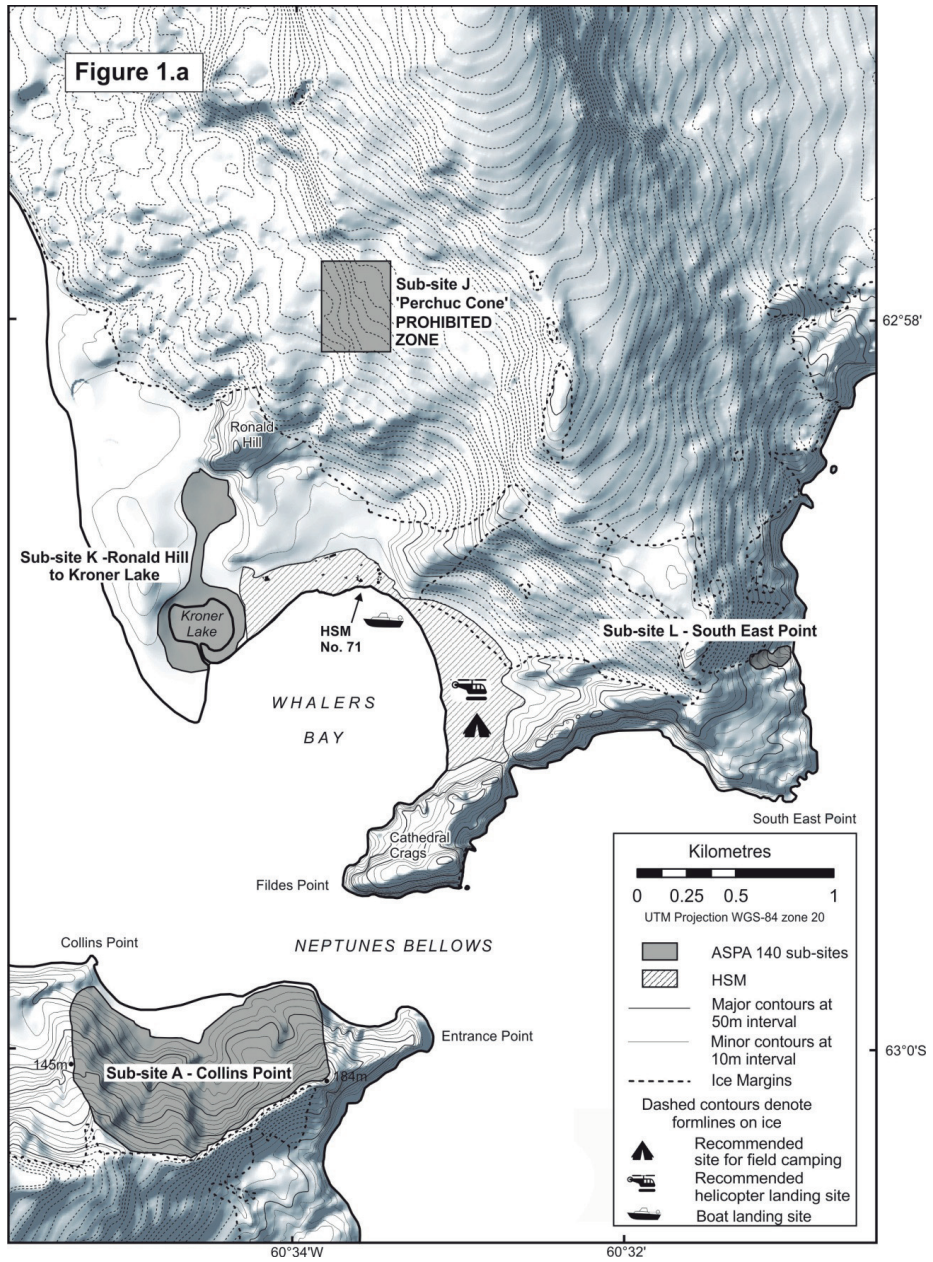 Figure 1.a
Sub-site J
'Perchuc Cone'
PROHIBITED
ZONE
62°58'
Ronald
Hill
Sub-site K -Ronald Hill
to Kroner Lake
Kroner
Lake
HSM
No. 71
Sub-site L - South East Point
WHALERS
BAY
South East Point
Cathedral
Crags
Fildes Point
Collins Point
NEPTUNES BELLOWS
Entrance Point
145m
Sub-site A - Collins Point
184m
63°0'S
Kilometres
0 0.25 0.5 1
UTM Projection WGS-84 zone 20
ASPA 140 sub-sites
HSM
Major contours at
50m interval
Minor contours at
10m interval
Ice Margins
Dashed contours denote
formlines on ice
Recommended
site for field camping
Recommended
helicopter landing site
Boat landing site
60°34'W
60°32'